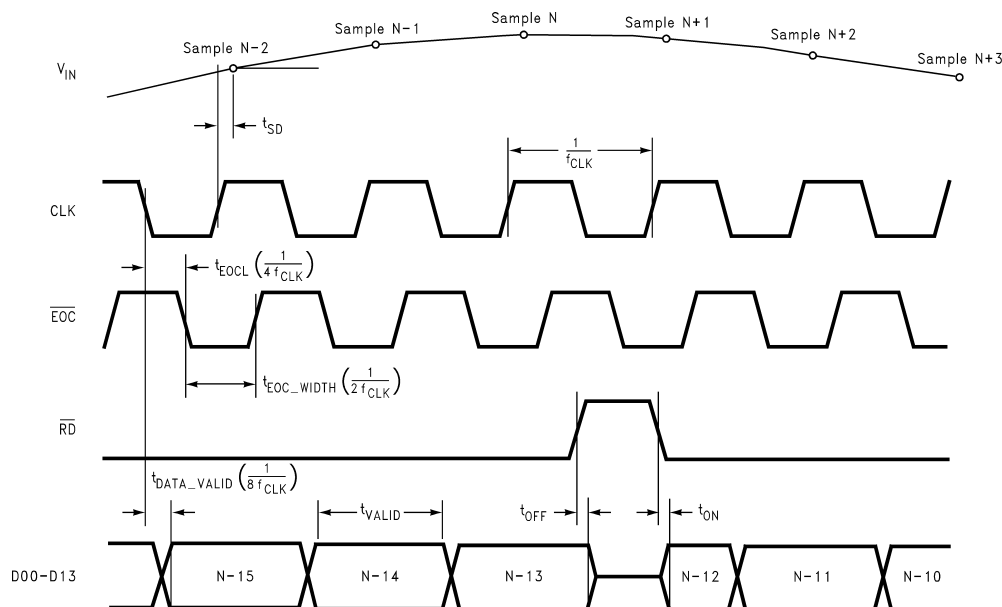 Sample N-2
Sample N-1
Sample N
Sample N+1
Sample N+2
Sample N+3
V_IN
t_SD
1/f_CLK
CLK
t_EOCL (1/4 f_CLK)
EOC
t_EOC_WIDTH (1/2 f_CLK)
RD
t_DATA_VALID (1/8 f_CLK)
t_VALID
t_OFF
t_ON
D00-D13
N-15
N-14
N-13
N-12
N-11
N-10